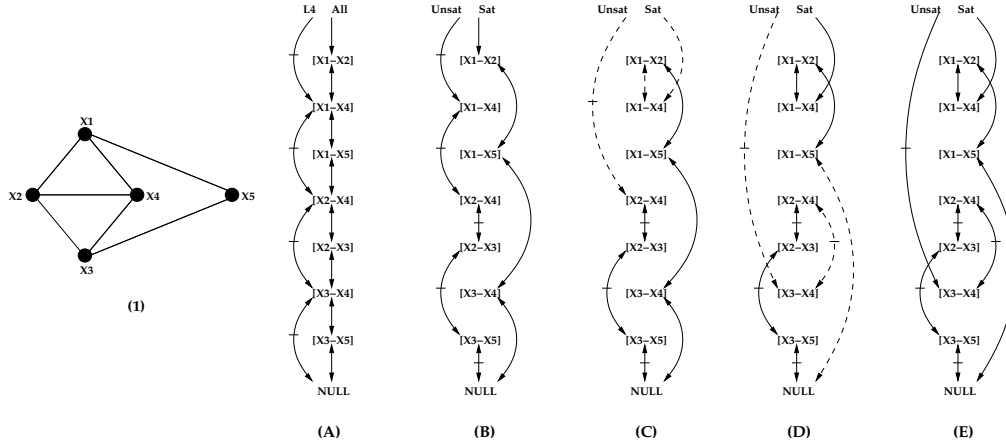 X1
X2
X4
X5
X3
(1)
L4 All
[X1–X2]
[X1–X4]
[X1–X5]
[X2–X4]
[X2–X3]
[X3–X4]
[X3–X5]
NULL
(A)
Unsat Sat
[X1–X2]
[X1–X4]
[X1–X5]
[X2–X4]
[X2–X3]
[X3–X4]
[X3–X5]
NULL
(B)
Unsat Sat
[X1–X2]
[X1–X4]
[X1–X5]
[X2–X4]
[X2–X3]
[X3–X4]
[X3–X5]
NULL
(C)
Unsat Sat
[X1–X2]
[X1–X4]
[X1–X5]
[X2–X4]
[X2–X3]
[X3–X4]
[X3–X5]
NULL
(D)
Unsat Sat
[X1–X2]
[X1–X4]
[X1–X5]
[X2–X4]
[X2–X3]
[X3–X4]
[X3–X5]
NULL
(E)